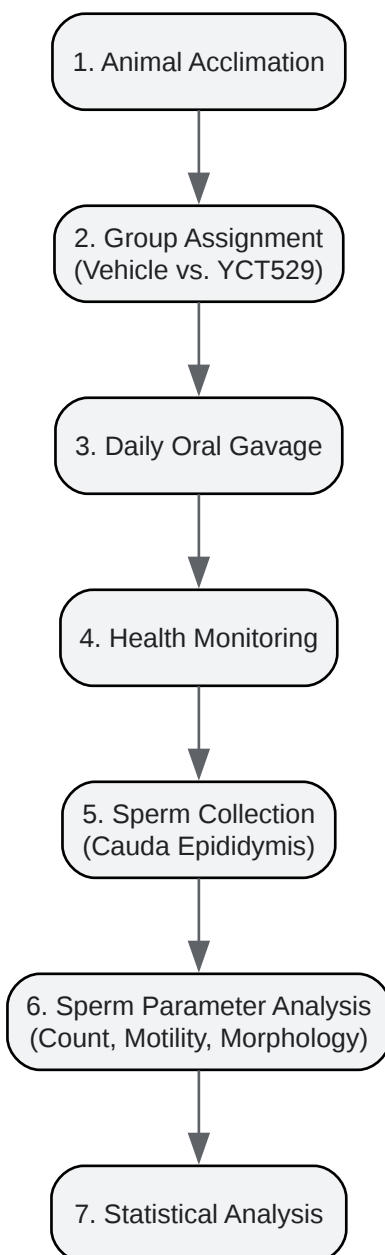 1. Animal Acclimation
2. Group Assignment
(Vehicle vs. YCT529)
3. Daily Oral Gavage
4. Health Monitoring
5. Sperm Collection
(Cauda Epididymis)
6. Sperm Parameter Analysis
(Count, Motility, Morphology)
7. Statistical Analysis